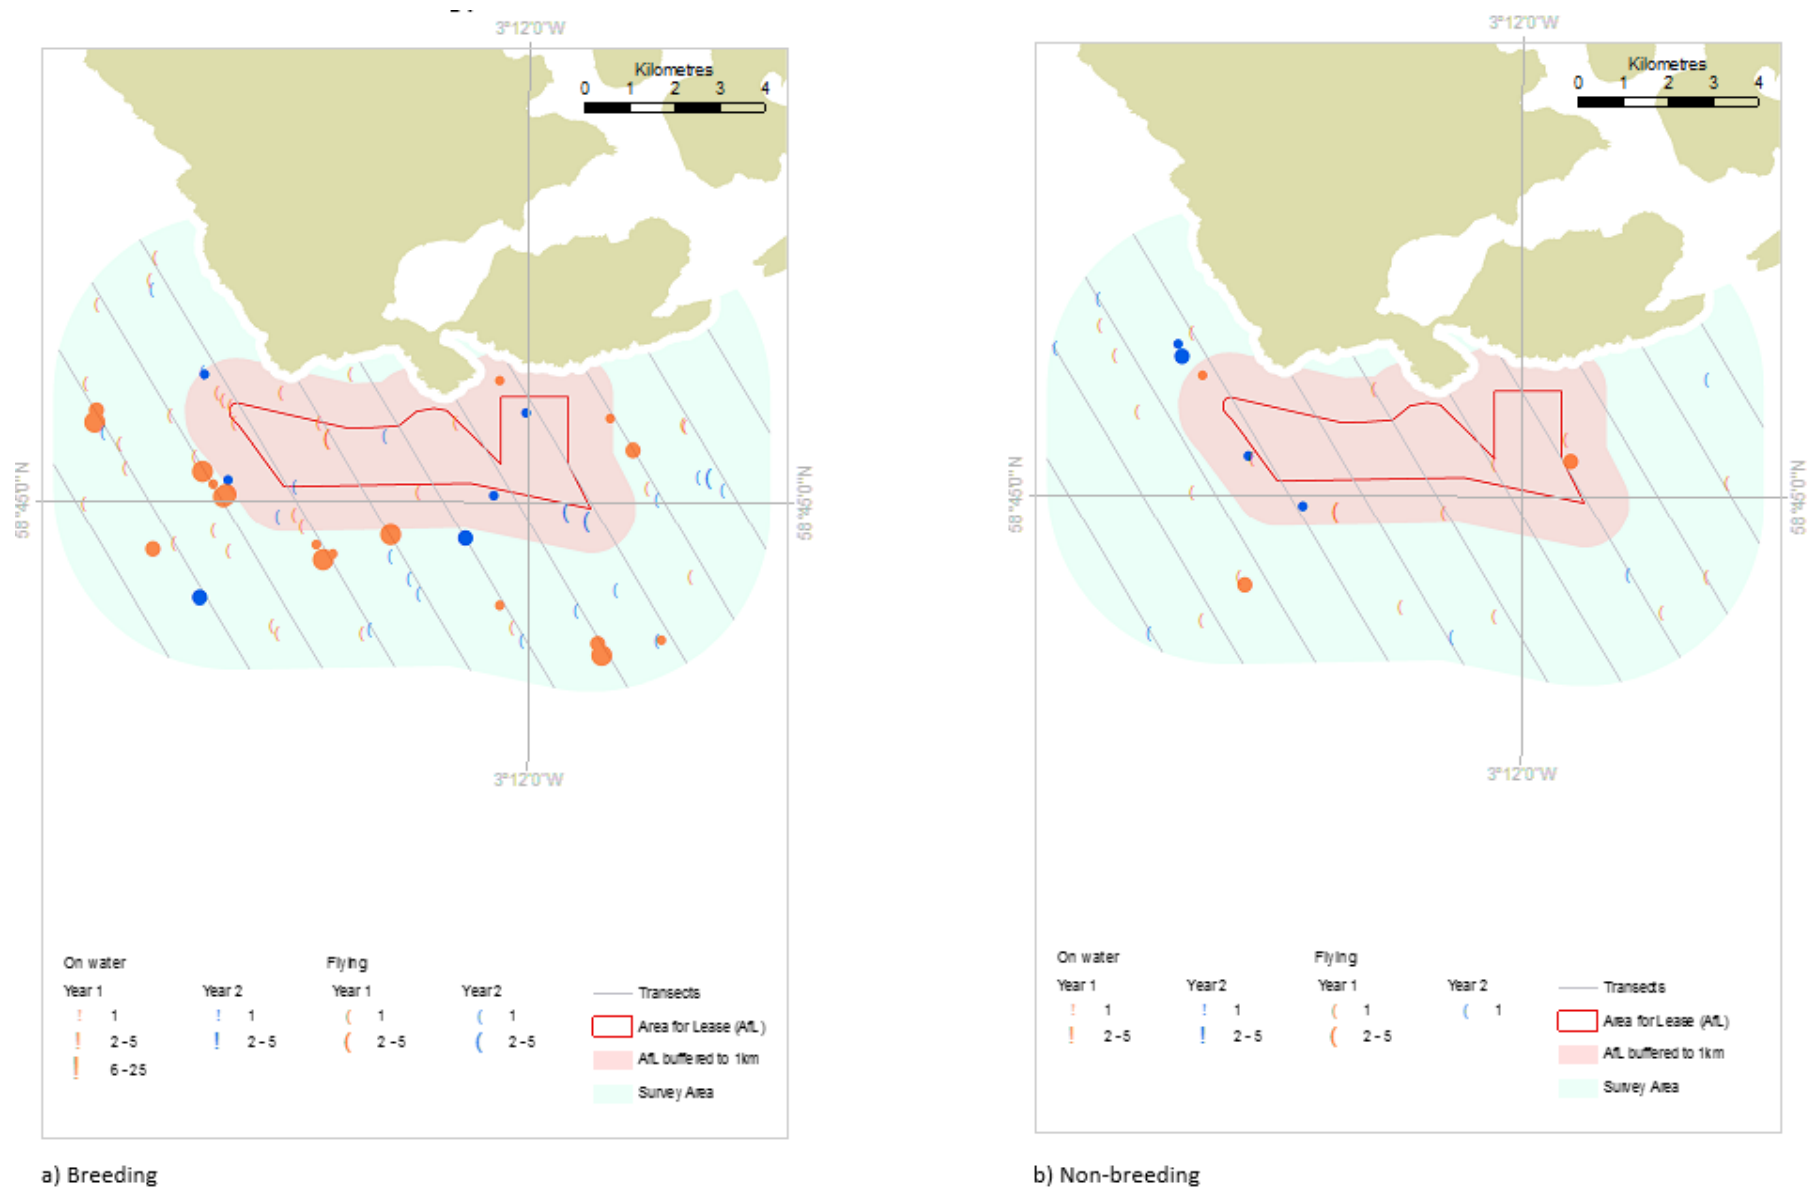 3°12'0"W
Kilometres
0 1 2 3 4
58°45'0"N
58°45'0"N
3°12'0"W
On water
Flying
Year 1
Year 2
Year 1
Year 2
! 1
! 1
( 1
( 1
! 2-5
! 2-5
( 2-5
( 2-5
! 6-25
Transects
Area for Lease (AfL)
AfL buffered to 1km
Survey Area
a) Breeding
3°12'0"W
Kilometres
0 1 2 3 4
58°45'0"N
58°45'0"N
3°12'0"W
On water
Flying
Year 1
Year 2
Year 1
Year 2
! 1
! 1
( 1
( 1
! 2-5
! 2-5
( 2-5
Transects
Area for Lease (AfL)
AfL buffered to 1km
Survey Area
b) Non-breeding